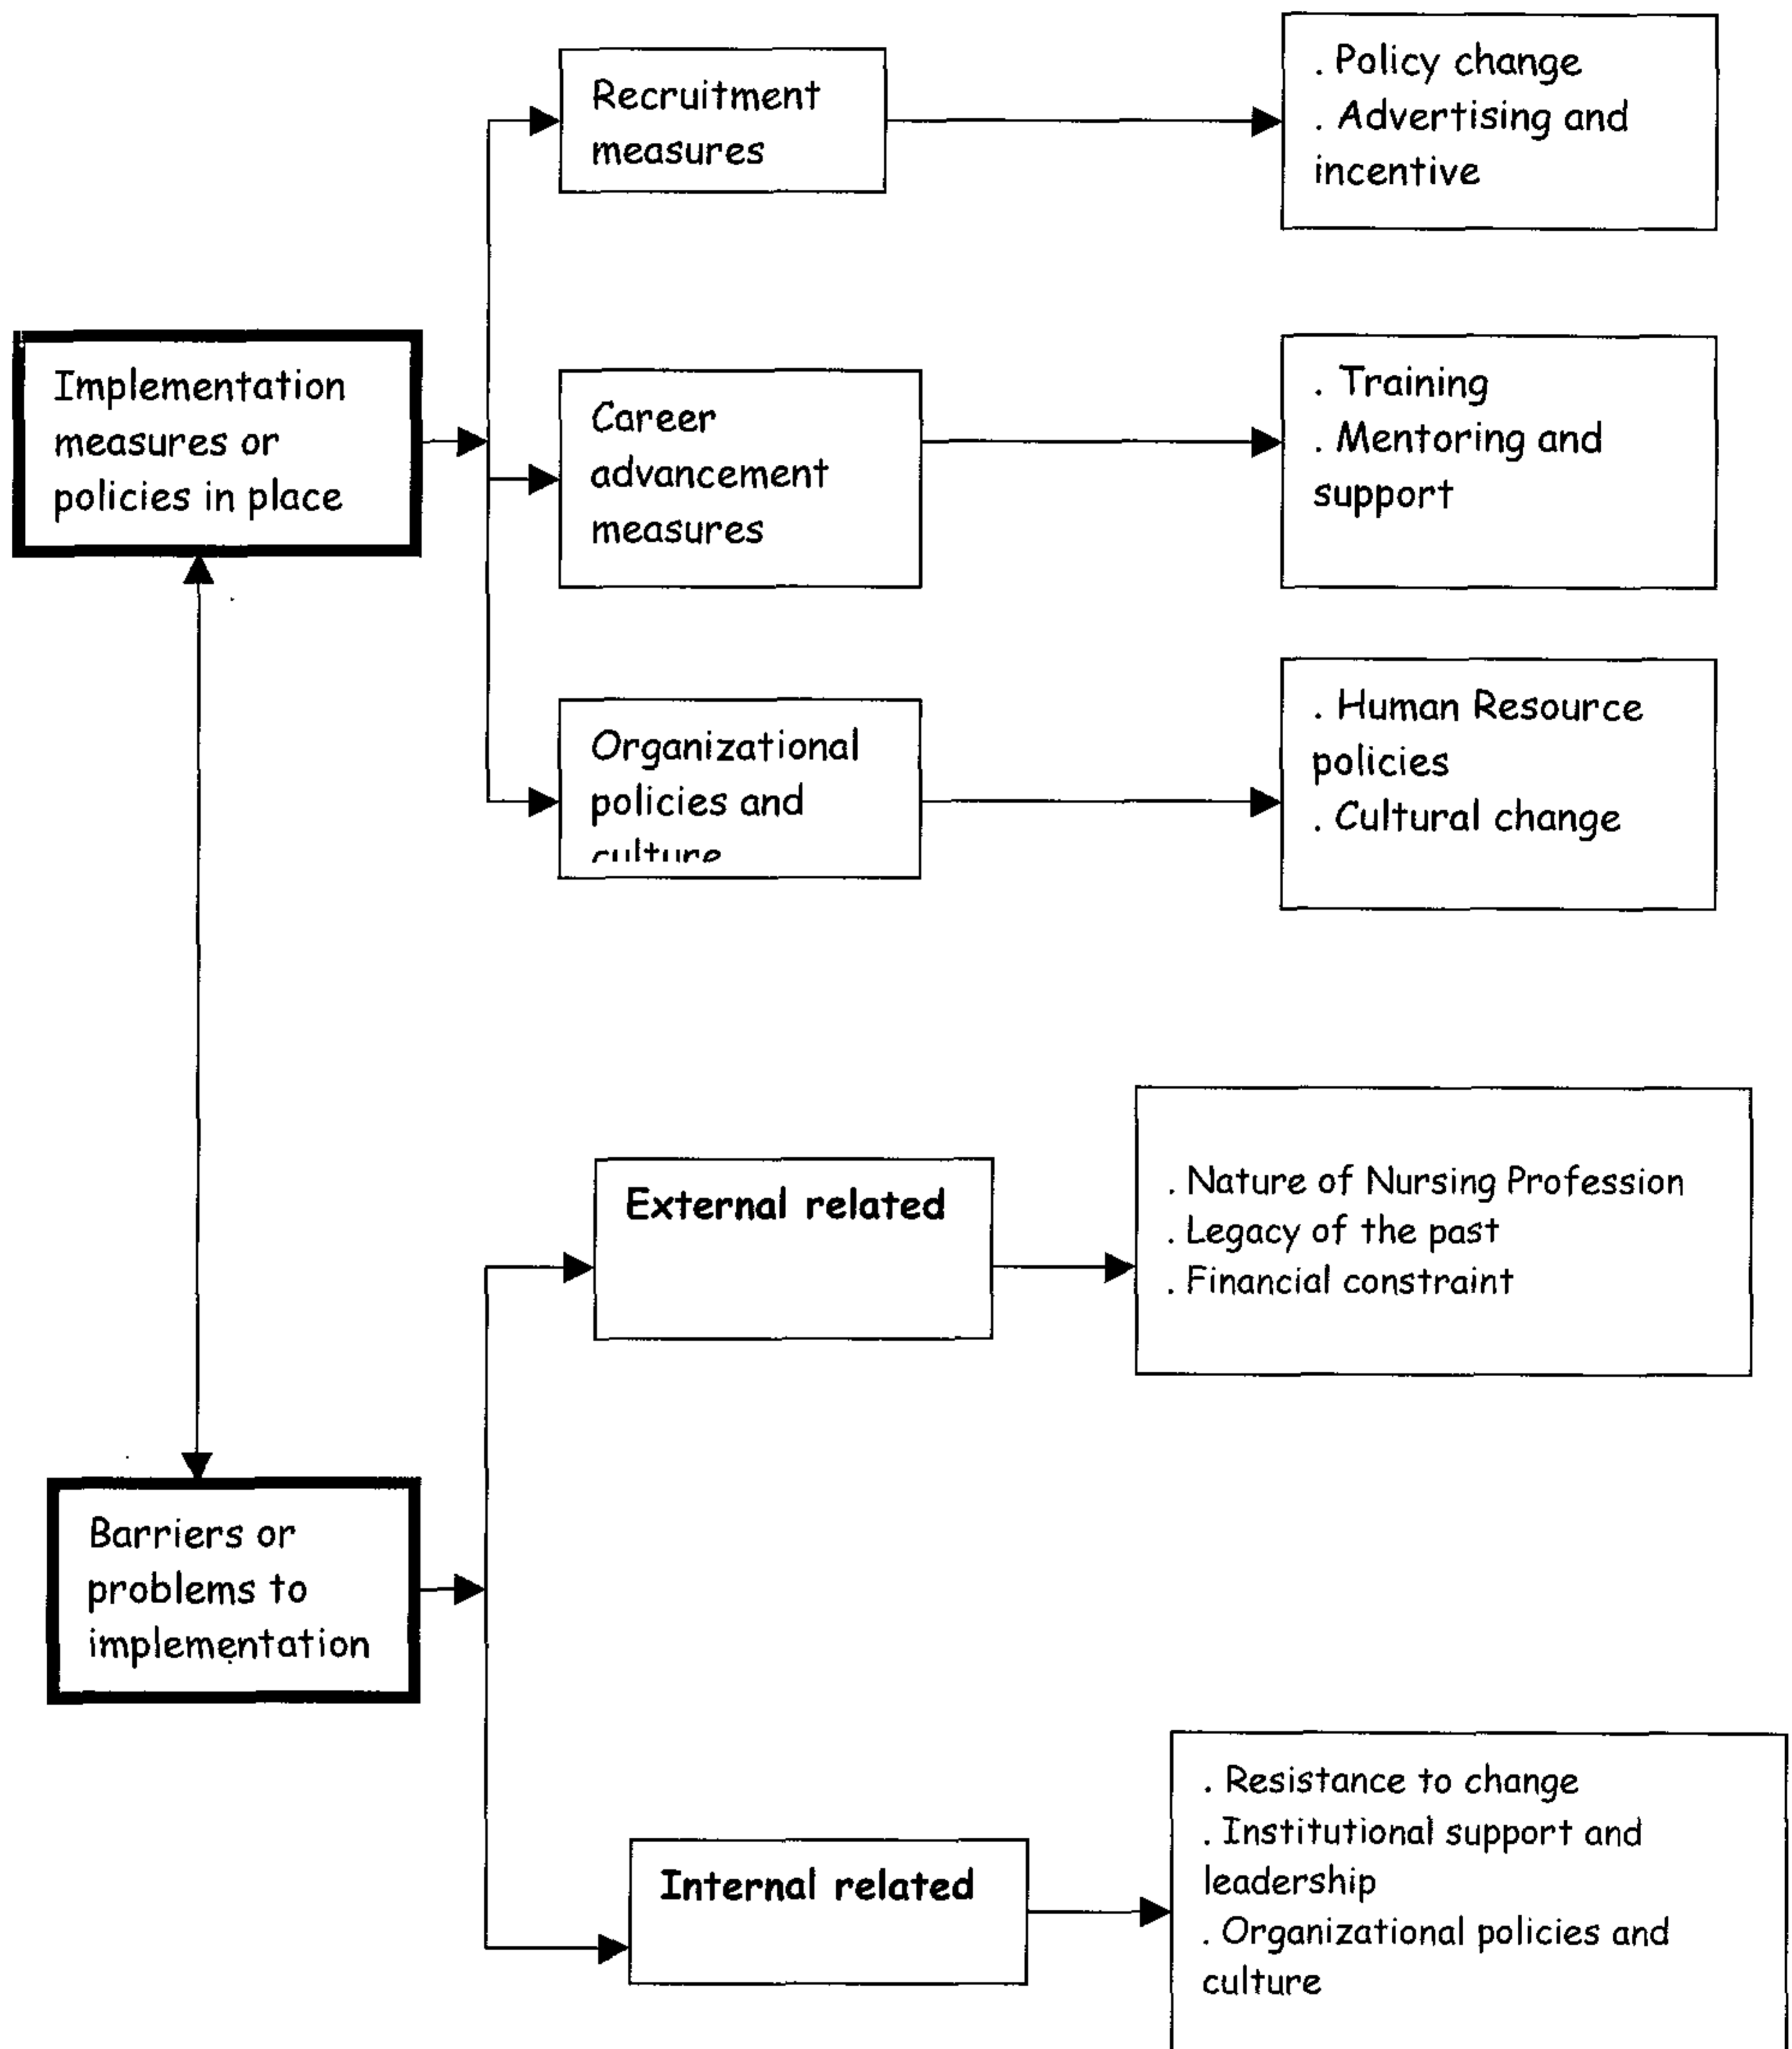 Recruitment
measures
. Policy change
. Advertising and
incentive
Implementation
measures or
policies in place
Career
advancement
measures
. Training
. Mentoring and
support
Organizational
policies and
culture
. Human Resource
policies
. Cultural change
External related
. Nature of Nursing Profession
. Legacy of the past
. Financial constraint
Barriers or
problems to
implementation
Internal related
. Resistance to change
. Institutional support and
leadership
. Organizational policies and
culture